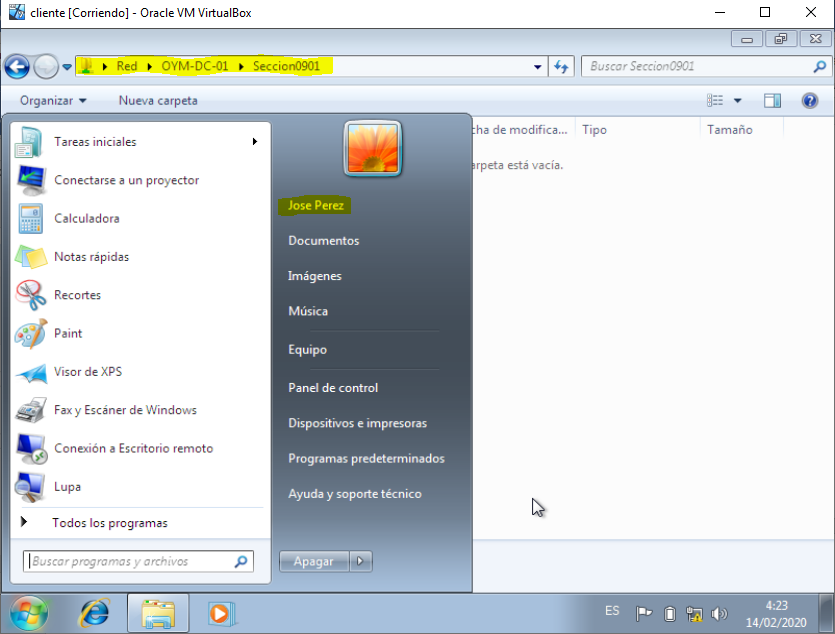 cliente [Corriendo] - Oracle VM VirtualBox
Red OYM-DC-01 Seccion0901
Buscar Seccion0901
Organizar Nueva carpeta
cha de modifica... Tipo Tamaño
arpeta está vacía.
Tareas iniciales
Conectarse a un proyector
Calculadora
Notas rápidas
Recortes
Paint
Visor de XPS
Fax y Escáner de Windows
Conexión a Escritorio remoto
Lupa
Todos los programas
Buscar programas y archivos
Jose Perez
Documentos
Imágenes
Música
Equipo
Panel de control
Dispositivos e impresoras
Programas predeterminados
Ayuda y soporte técnico
Apagar
ES
4:23
14/02/2020